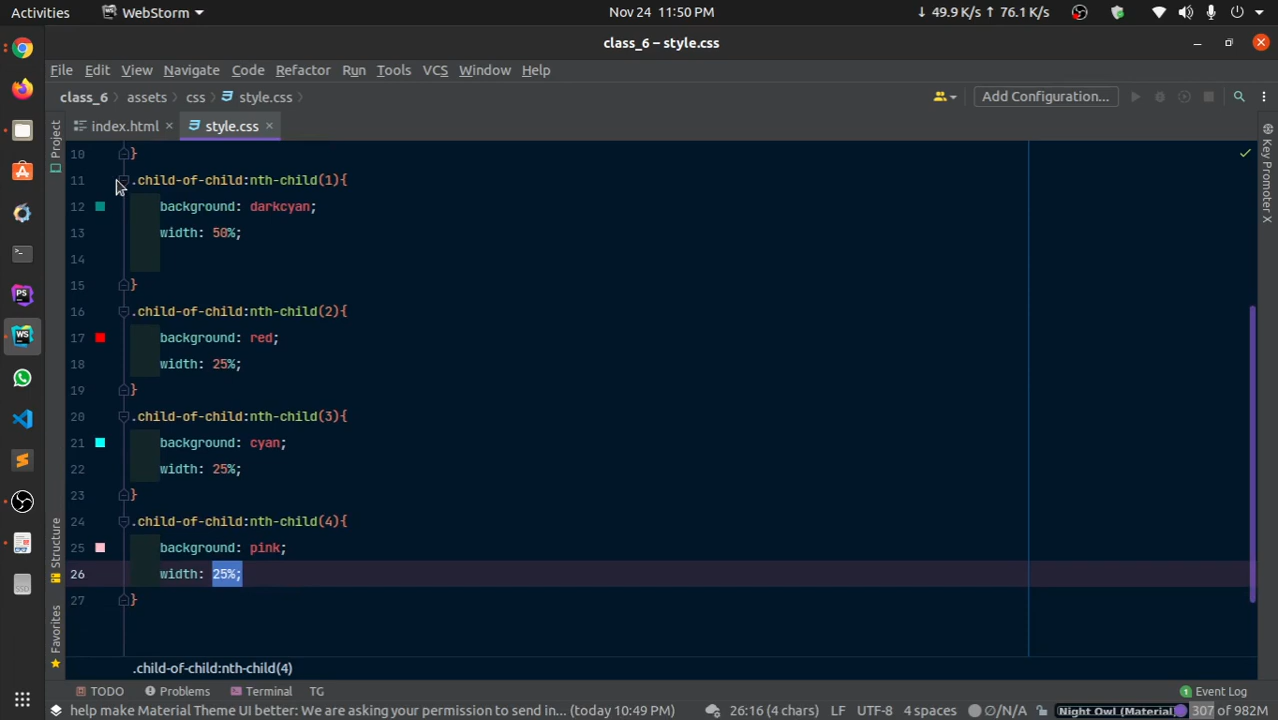 Activities WebStorm Nov 24 11:50 PM ↓ 49.9 K/s ↑ 76.1 K/s
class_6 – style.css
File Edit View Navigate Code Refactor Run Tools VCS Window Help
class_6 assets css style.css Add Configuration...
index.html style.css
Project
Structure
Favorites
Key Promoter X
10 }
11 .child-of-child:nth-child(1){
12 background: darkcyan;
13 width: 50%;
14
15 }
16 .child-of-child:nth-child(2){
17 background: red;
18 width: 25%;
19 }
20 .child-of-child:nth-child(3){
21 background: cyan;
22 width: 25%;
23 }
24 .child-of-child:nth-child(4){
25 background: pink;
26 width: 25%;
27 }
PS
WS
SSD
.child-of-child:nth-child(4)
TODO Problems Terminal TG 1 Event Log
help make Material Theme UI better: We are asking your permission to send in... (today 10:49 PM) 26:16 (4 chars) LF UTF-8 4 spaces ∅/N/A Night Owl (Material) 307 of 982M